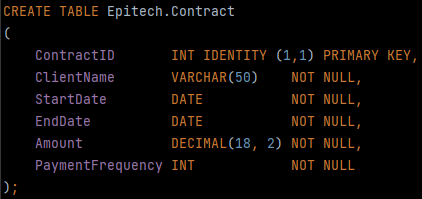 CREATE TABLE Epitech.Contract
(
    ContractID       INT IDENTITY (1,1) PRIMARY KEY,
    ClientName       VARCHAR(50)    NOT NULL,
    StartDate        DATE           NOT NULL,
    EndDate          DATE           NOT NULL,
    Amount           DECIMAL(18, 2) NOT NULL,
    PaymentFrequency INT            NOT NULL
);